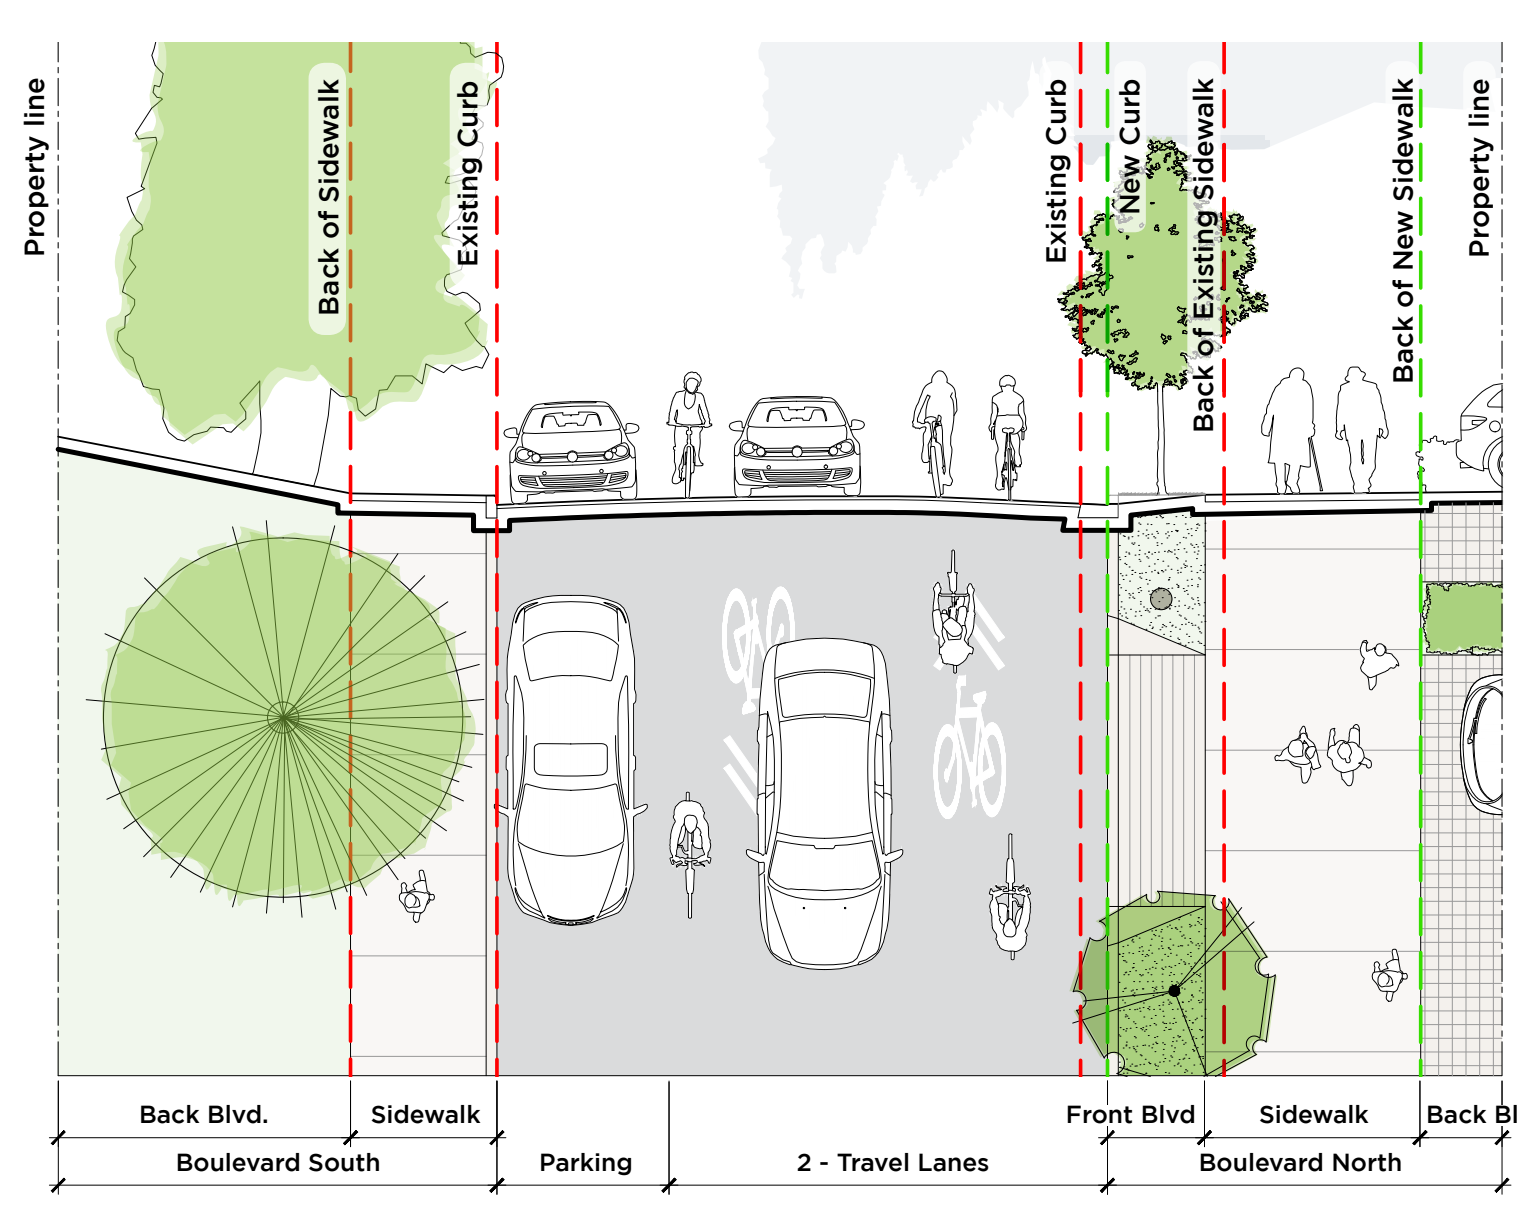 Property line
Back of Sidewalk
Existing Curb
Existing Curb
New Curb
Back of Existing Sidewalk
Back of New Sidewalk
Property line
Back Blvd.
Sidewalk
Front Blvd
Sidewalk
Back Bl
Boulevard South
Parking
2 - Travel Lanes
Boulevard North